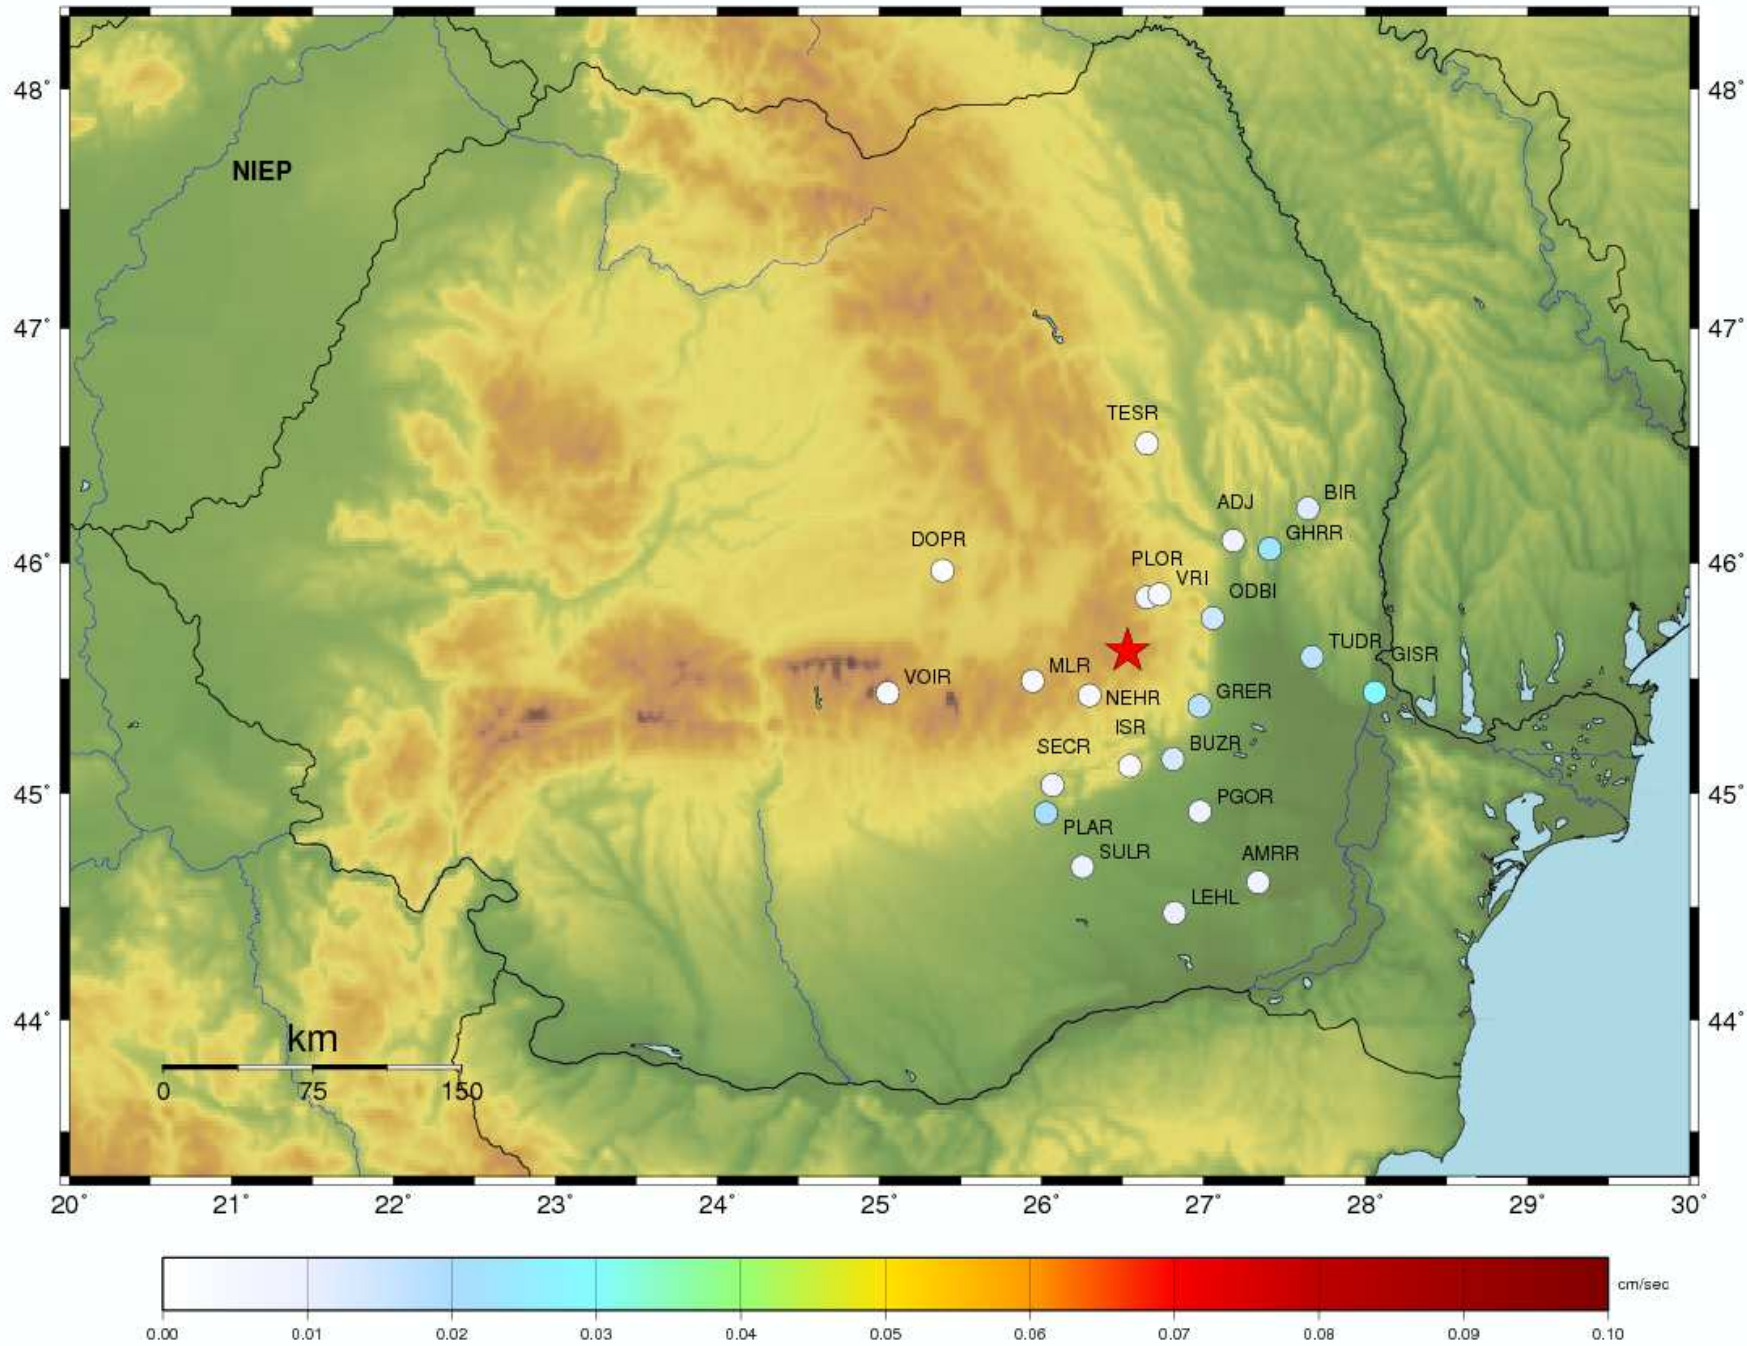 48°
48°
NIEP
47°
47°
TESR
BIR
ADJ
GHRR
DOPR
PLOR
46°
46°
VRI
ODBI
TUDR
GISR
MLR
VOIR
GRER
NEHR
ISR
SECR
BUZR
45°
45°
PGOR
PLAR
SULR
AMRR
LEHL
44°
44°
km
0 75 150
20° 21° 22° 23° 24° 25° 26° 27° 28° 29° 30°
cm/sec
0.00 0.01 0.02 0.03 0.04 0.05 0.06 0.07 0.08 0.09 0.10